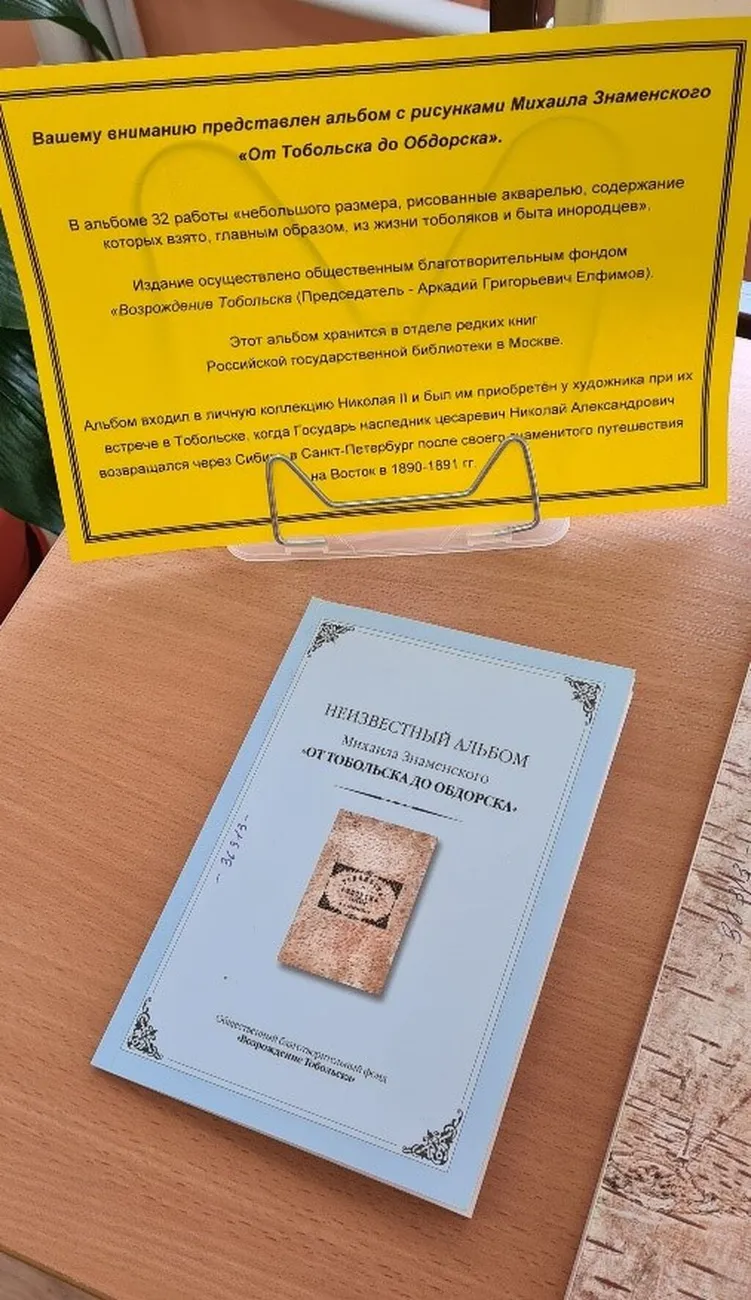 Вашему вниманию представлен альбом с рисунками Михаила Знаменского
«От Тобольска до Обдорска».
В альбоме 32 работы «небольшого размера, рисованные акварелью, содержание
которых взято, главным образом, из жизни тоболяков и быта инородцев».
Издание осуществлено общественным благотворительным фондом
«Возрождение Тобольска (Председатель - Аркадий Григорьевич Елфимов).
Этот альбом хранится в отделе редких книг
Российской государственной библиотеки в Москве.
Альбом входил в личную коллекцию Николая II и был им приобретён у художника при их
встрече в Тобольске, когда Государь наследник цесаревич Николай Александрович
возвращался через Сибирь в Санкт-Петербург после своего знаменитого путешествия
на Восток в 1890-1891 гг.
НЕИЗВЕСТНЫЙ АЛЬБОМ
Михаила Знаменского
«ОТ ТОБОЛЬСКА ДО ОБДОРСКА»
- 36913 -
Общественный благотворительный фонд
«Возрождение Тобольска»